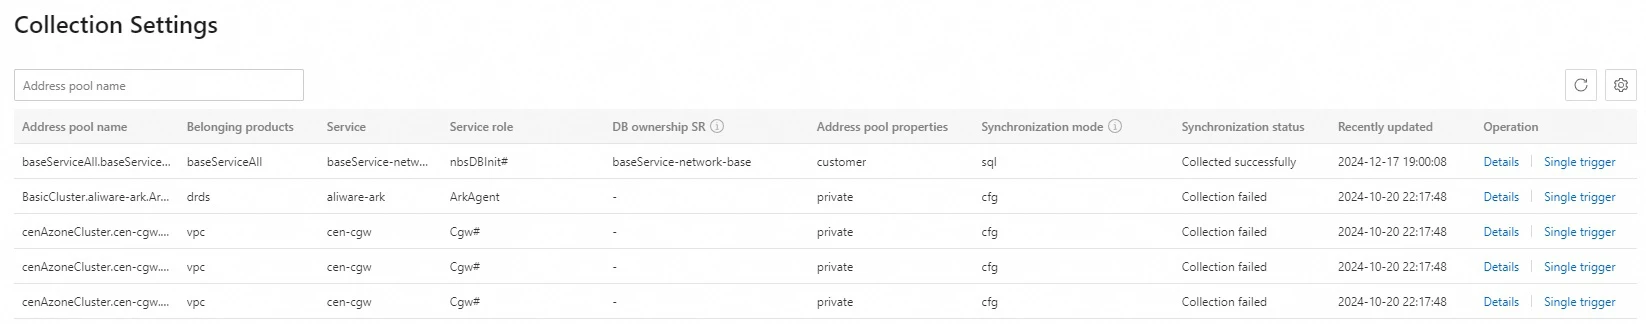 Collection Settings
Address pool name
Address pool name Belonging products Service Service role DB ownership SR Address pool properties Synchronization mode Synchronization status Recently updated Operation
baseServiceAll.baseService... baseServiceAll baseService-netw... nbsDBInit# baseService-network-base customer sql Collected successfully 2024-12-17 19:00:08 Details Single trigger
BasicCluster.aliware-ark.Ar... drds aliware-ark ArkAgent - private cfg Collection failed 2024-10-20 22:17:48 Details Single trigger
cenAzoneCluster.cen-cgw.... vpc cen-cgw Cgw# - private cfg Collection failed 2024-10-20 22:17:48 Details Single trigger
cenAzoneCluster.cen-cgw.... vpc cen-cgw Cgw# - private cfg Collection failed 2024-10-20 22:17:48 Details Single trigger
cenAzoneCluster.cen-cgw.... vpc cen-cgw Cgw# - private cfg Collection failed 2024-10-20 22:17:48 Details Single trigger